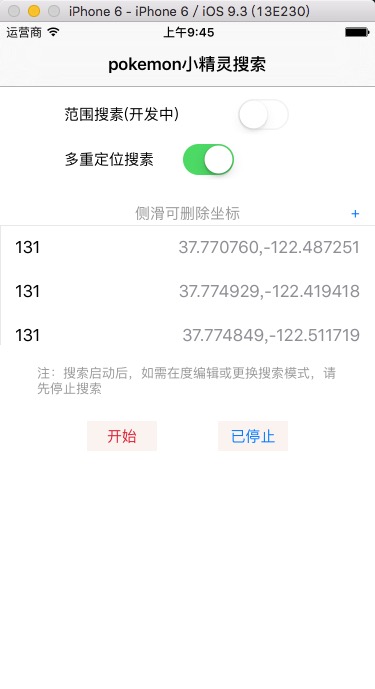 iPhone 6 - iPhone 6 / iOS 9.3 (13E230)
运营商 上午9:45
pokemon小精灵搜索
范围搜素(开发中)
多重定位搜素
侧滑可删除坐标 +
131 37.770760,-122.487251
131 37.774929,-122.419418
131 37.774849,-122.511719
注：搜索启动后，如需在度编辑或更换搜索模式，请
先停止搜索
开始 已停止